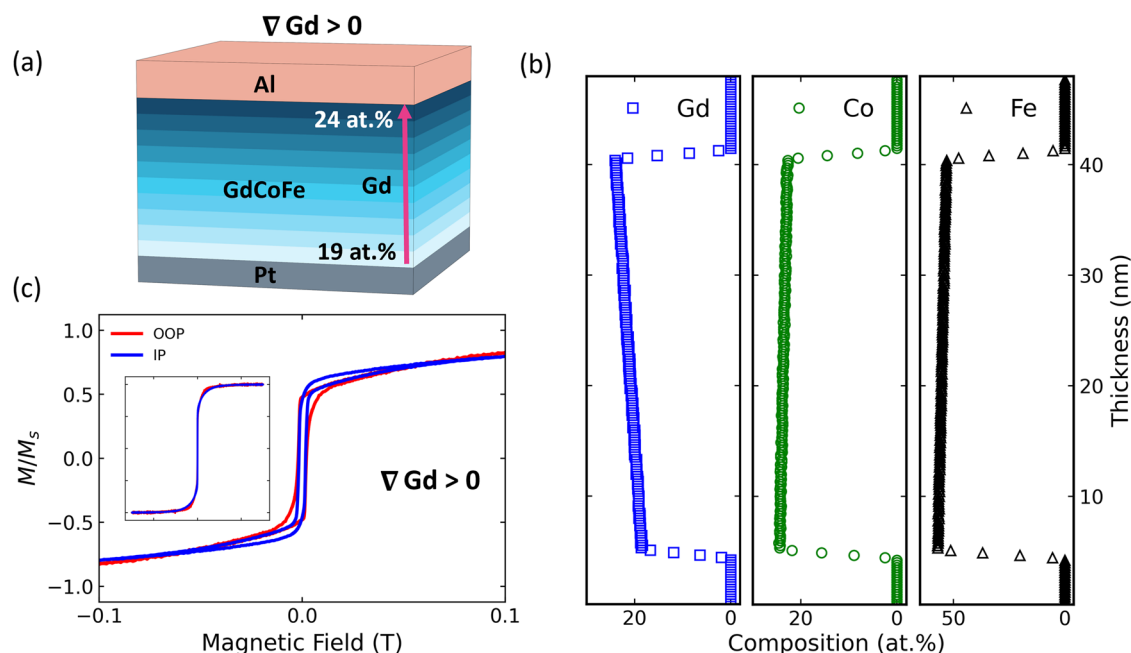 ∇ Gd > 0
(a)
Al
24 at.%
GdCoFe
Gd
19 at.%
Pt
(b)
Gd
Co
Fe
40
30
20
10
Thickness (nm)
20
0
20
0
50
0
Composition (at.%)
(c)
OOP
IP
1.0
0.5
0.0
−0.5
−1.0
M/Ms
∇ Gd > 0
−0.1
0.0
0.1
Magnetic Field (T)